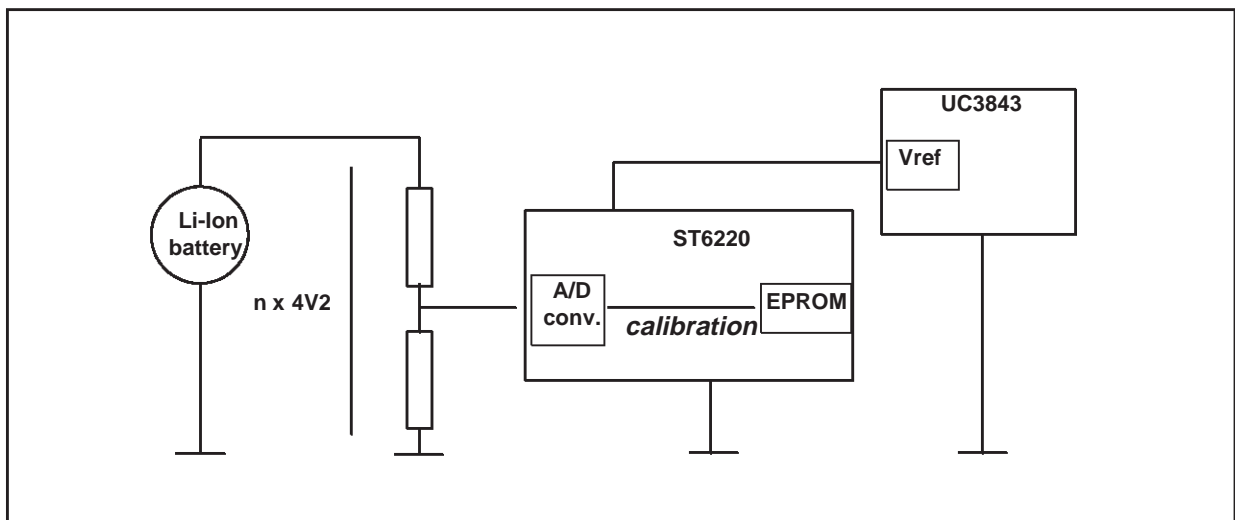 UC3843
Vref
Li-Ion
battery
ST6220
n x 4V2
A/D
conv.
calibration
EPROM